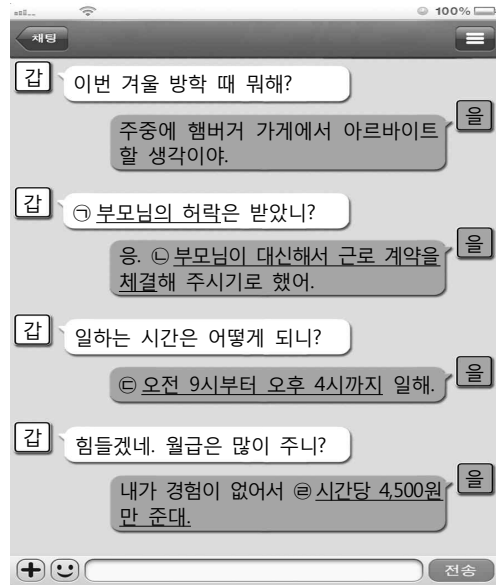 100%
채팅
갑
이번 겨울 방학 때 뭐해?
을
주중에 햄버거 가게에서 아르바이트
할 생각이야.
갑
㉠ 부모님의 허락은 받았니?
을
응. ㉡ 부모님이 대신해서 근로 계약을
체결해 주시기로 했어.
갑
일하는 시간은 어떻게 되니?
을
㉢ 오전 9시부터 오후 4시까지 일해.
갑
힘들겠네. 월급은 많이 주니?
을
내가 경험이 없어서 ㉣ 시간당 4,500원
만 준대.
전송